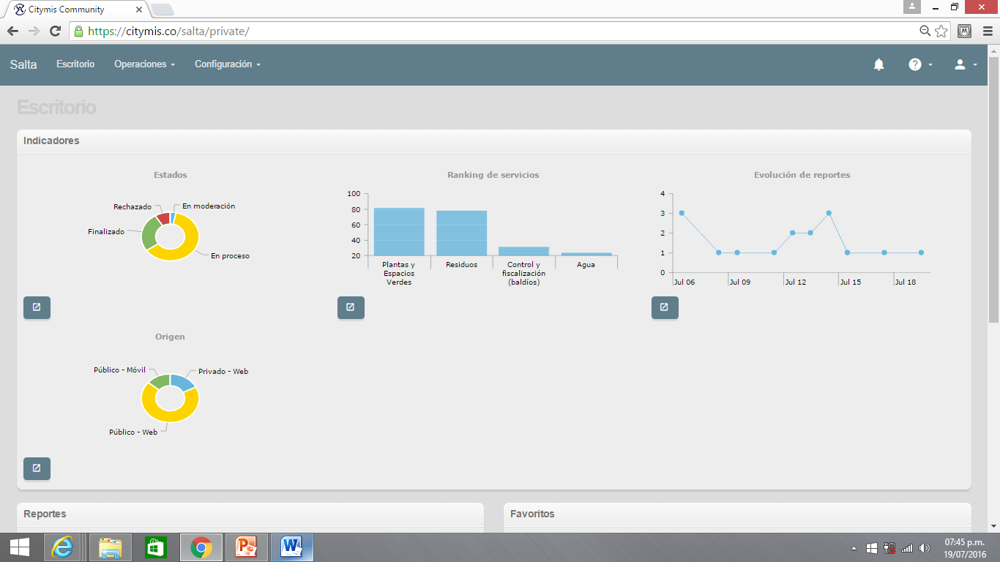 Citymis Community
https://citymis.co/salta/private/
Salta Escritorio Operaciones Configuración
Escritorio
Indicadores
Estados
Rechazado
En moderación
Finalizado
En proceso
Ranking de servicios
100
80
60
40
20
Plantas y
Espacios
Verdes
Residuos
Control y
fiscalización
(baldíos)
Agua
Evolución de reportes
4
3
2
1
0
Jul 06 Jul 09 Jul 12 Jul 15 Jul 18
Origen
Público - Móvil
Privado - Web
Público - Web
Reportes
Favoritos
07:45 p.m.
19/07/2016